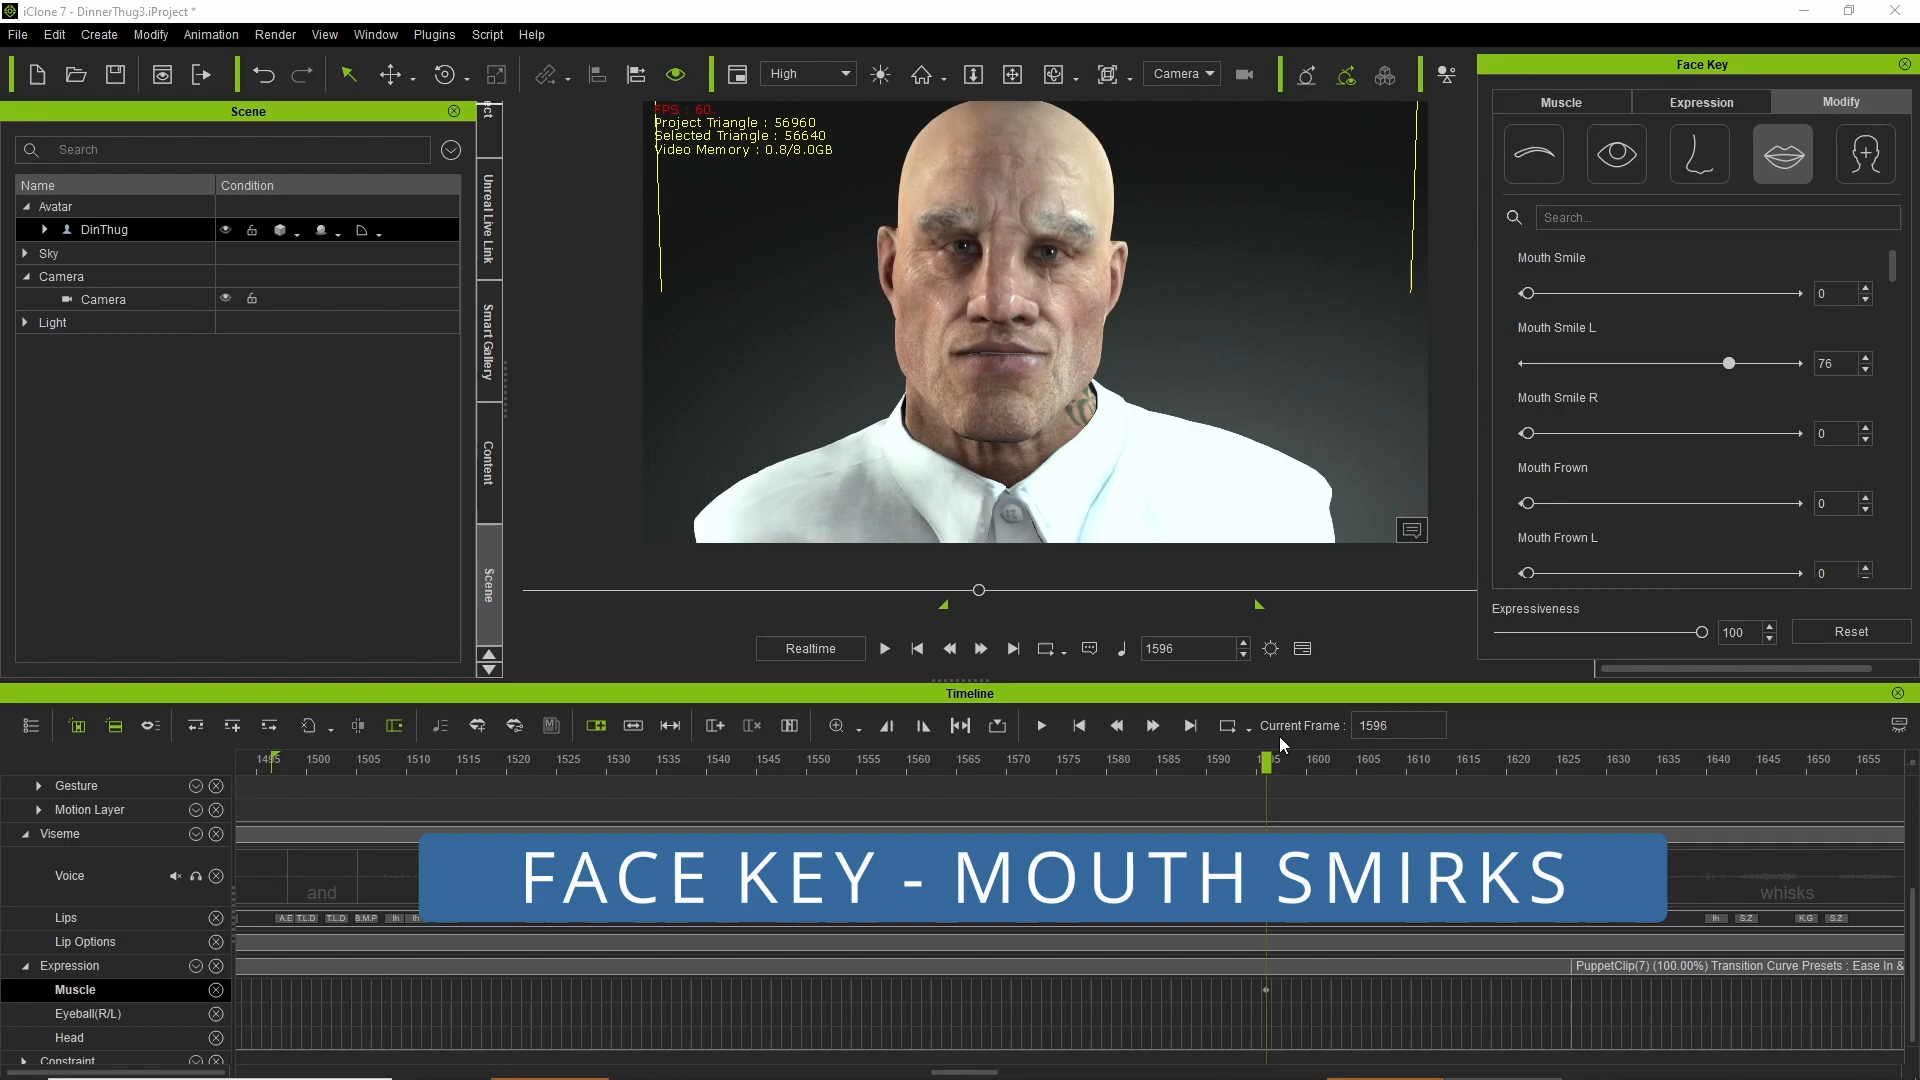 iClone 7 - DinnerThug3.iProject *
File Edit Create Modify Animation Render View Window Plugins Script Help
High
Camera
Face Key
Scene
Search
Name Condition
Avatar
DinThug
Sky
Camera
Camera
Light
Unreal Live Link
Smart Gallery
Content
Scene
FPS : 60
Project Triangle : 56960
Selected Triangle : 56640
Video Memory : 0.8/8.0GB
Muscle Expression Modify
Search...
Mouth Smile
0
Mouth Smile L
76
Mouth Smile R
0
Mouth Frown
0
Mouth Frown L
0
Expressiveness
100 Reset
Realtime 1596
Timeline
Current Frame : 1596
1495 1500 1505 1510 1515 1520 1525 1530 1535 1540 1545 1550 1555 1560 1565 1570 1575 1580 1585 1590 1600 1605 1610 1615 1620 1625 1630 1635 1640 1645 1650 1655
Gesture
Motion Layer
Viseme
Voice and whisks
FACE KEY - MOUTH SMIRKS
Lips A.E T.L.D T.L.D B.M.P Ih Ih Ih S.Z K.G S.Z
Lip Options
Expression PuppetClip(7) (100.00%) Transition Curve Presets : Ease In &
Muscle
Eyeball(R/L)
Head
Constraint